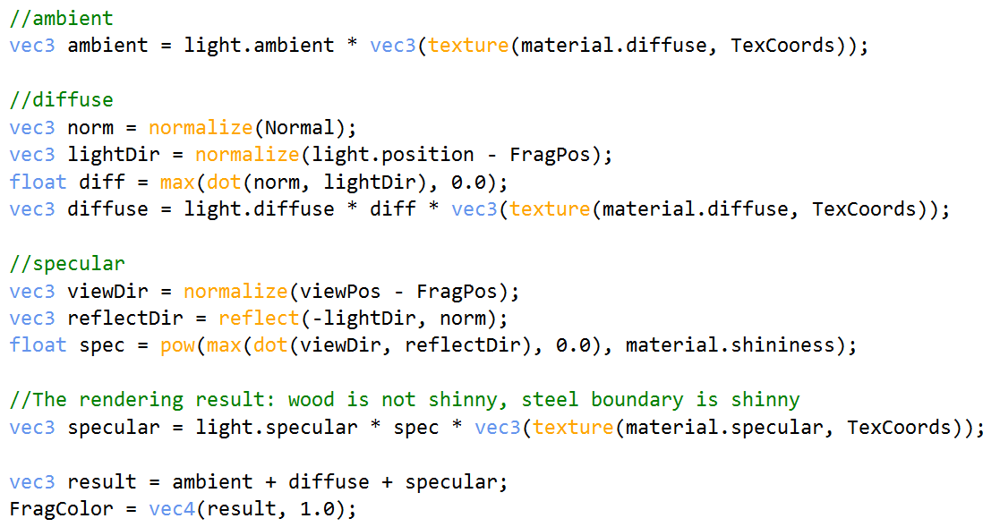 //ambient
vec3 ambient = light.ambient * vec3(texture(material.diffuse, TexCoords));
//diffuse
vec3 norm = normalize(Normal);
vec3 lightDir = normalize(light.position - FragPos);
float diff = max(dot(norm, lightDir), 0.0);
vec3 diffuse = light.diffuse * diff * vec3(texture(material.diffuse, TexCoords));
//specular
vec3 viewDir = normalize(viewPos - FragPos);
vec3 reflectDir = reflect(-lightDir, norm);
float spec = pow(max(dot(viewDir, reflectDir), 0.0), material.shininess);
//The rendering result: wood is not shinny, steel boundary is shinny
vec3 specular = light.specular * spec * vec3(texture(material.specular, TexCoords));
vec3 result = ambient + diffuse + specular;
FragColor = vec4(result, 1.0);